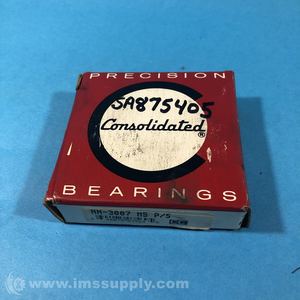 PRECISION
SA875405
Consolidated®
BEARINGS
NN-3007 MS P/5
www.imssupply.com